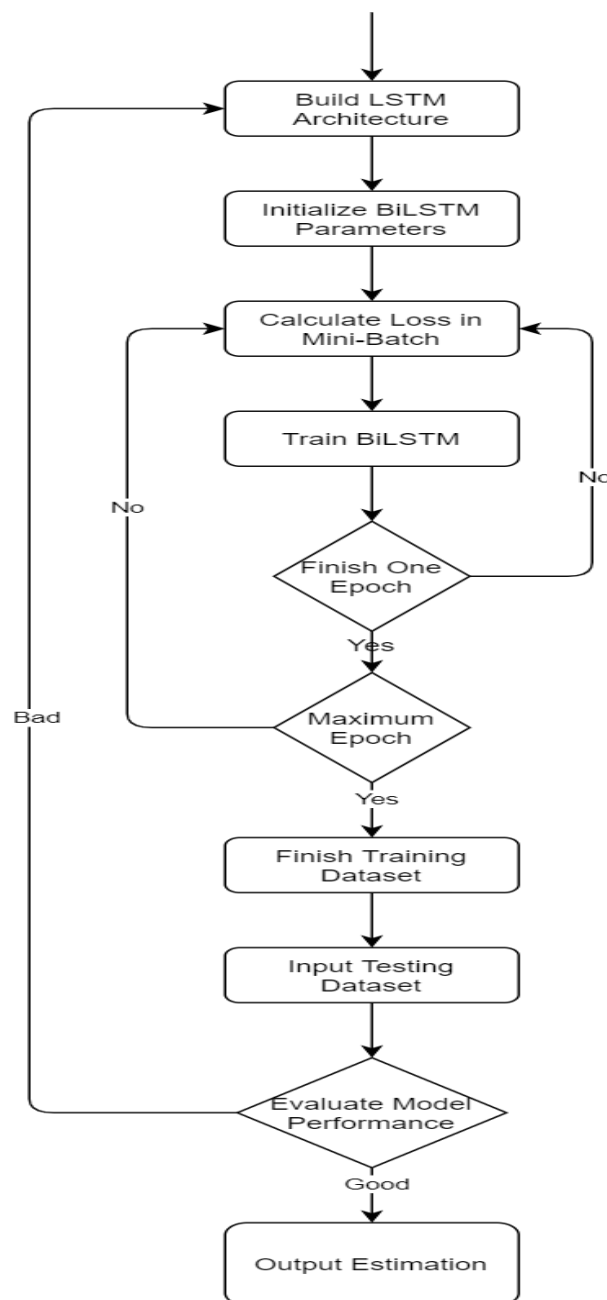 Build LSTM
Architecture
Initialize BiLSTM
Parameters
Calculate Loss in
Mini-Batch
Train BiLSTM
No
No
Finish One
Epoch
Yes
Bad
Maximum
Epoch
Yes
Finish Training
Dataset
Input Testing
Dataset
Evaluate Model
Performance
Good
Output Estimation